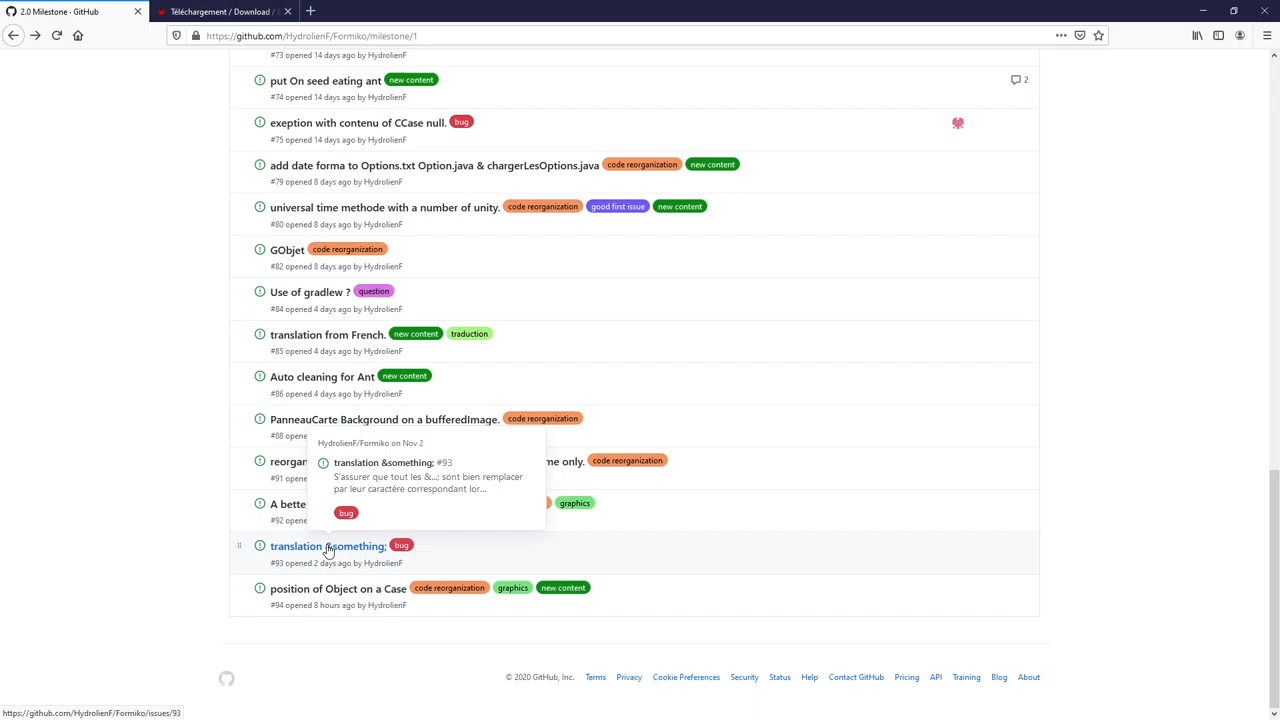 2.0 Milestone · GitHub
Téléchargement / Download /
https://github.com/HydrolienF/Formiko/milestone/1
#73 opened 14 days ago by HydrolienF
put On seed eating ant new content 2
#74 opened 14 days ago by HydrolienF
exeption with contenu of CCase null. bug
#75 opened 14 days ago by HydrolienF
add date forma to Options.txt Option.java & chargerLesOptions.java code reorganization new content
#79 opened 8 days ago by HydrolienF
universal time methode with a number of unity. code reorganization good first issue new content
#80 opened 8 days ago by HydrolienF
GObjet code reorganization
#82 opened 8 days ago by HydrolienF
Use of gradlew ? question
#84 opened 4 days ago by HydrolienF
translation from French. new content traduction
#85 opened 4 days ago by HydrolienF
Auto cleaning for Ant new content
#86 opened 4 days ago by HydrolienF
PanneauCarte Background on a bufferedImage. code reorganization
#88 opene
HydrolienF/Formiko on Nov 2
translation &something; #93
S'assurer que tout les &...; sont bien remplacer
par leur caractère correspondant lor...
bug
reorgan me only. code reorganization
#91 opene
A bette graphics
#92 opene
translation &something; bug
#93 opened 2 days ago by HydrolienF
position of Object on a Case code reorganization graphics new content
#94 opened 8 hours ago by HydrolienF
© 2020 GitHub, Inc. Terms Privacy Cookie Preferences Security Status Help Contact GitHub Pricing API Training Blog About
https://github.com/HydrolienF/Formiko/issues/93